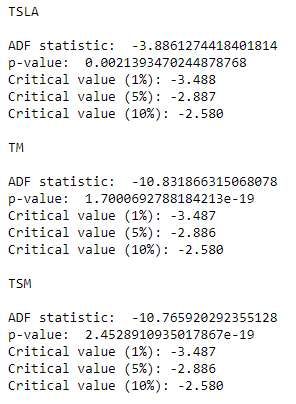 TSLA
ADF statistic:  -3.8861274418401814
p-value:  0.0021393470244878768
Critical value (1%): -3.488
Critical value (5%): -2.887
Critical value (10%): -2.580
TM
ADF statistic:  -10.831866315068078
p-value:  1.7000692788184213e-19
Critical value (1%): -3.487
Critical value (5%): -2.886
Critical value (10%): -2.580
TSM
ADF statistic:  -10.765920292355128
p-value:  2.4528910935017867e-19
Critical value (1%): -3.487
Critical value (5%): -2.886
Critical value (10%): -2.580